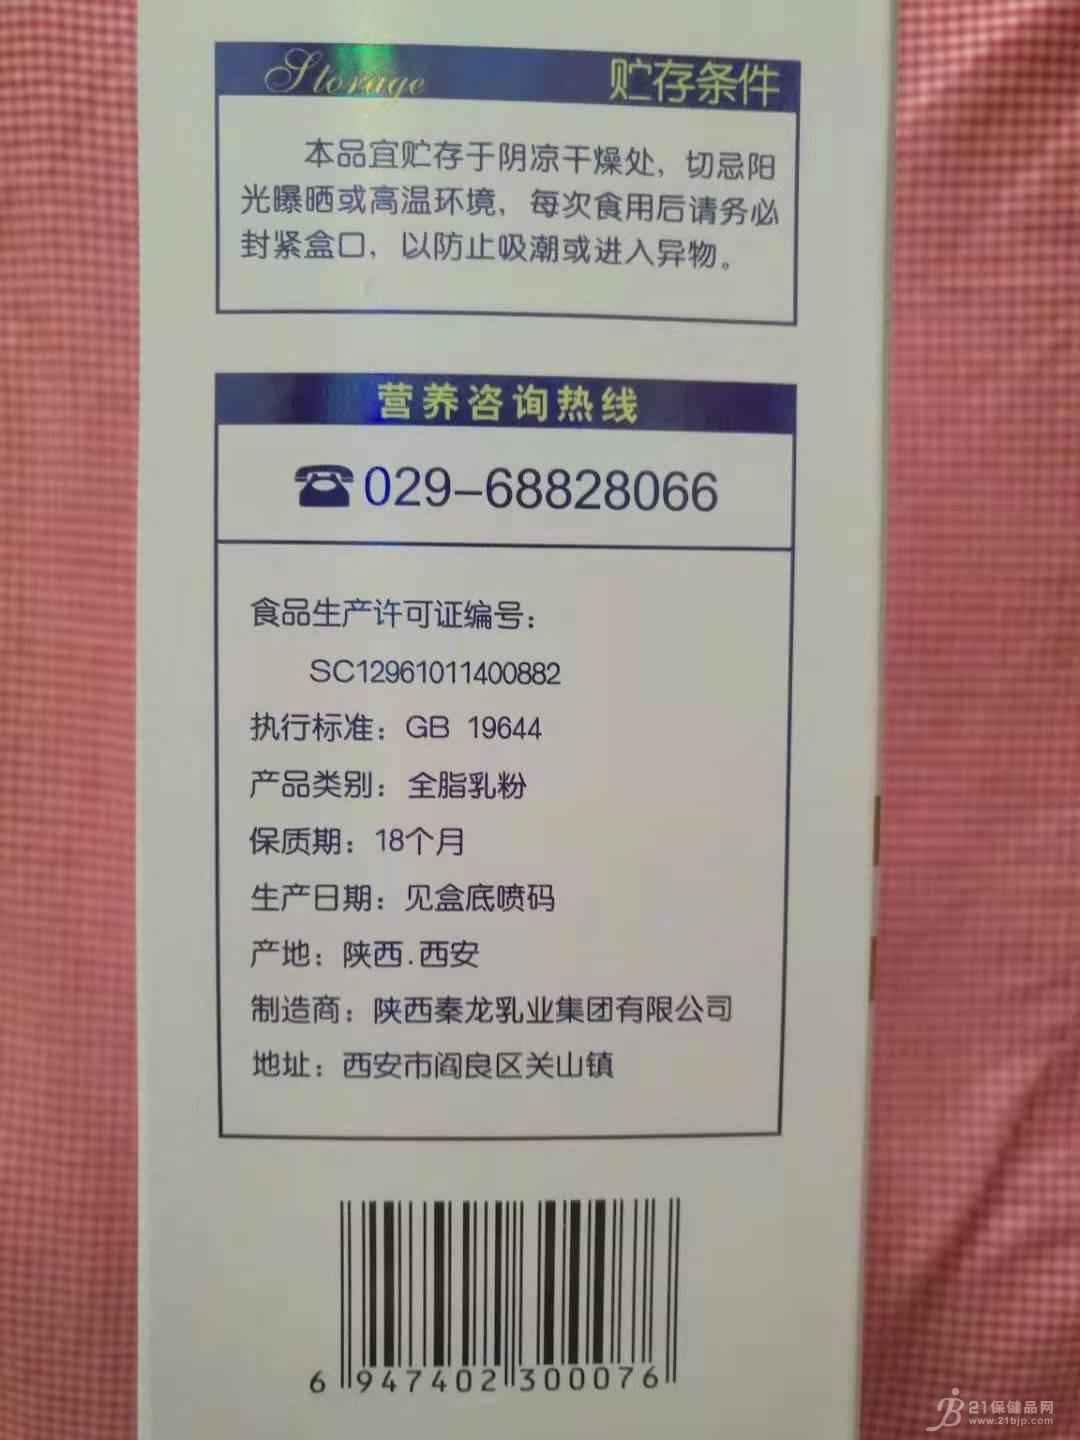 Storage 贮存条件
本品宜贮存于阴凉干燥处，切忌阳
光曝晒或高温环境，每次食用后请务必
封紧盒口，以防止吸潮或进入异物。
营养咨询热线
☎029-68828066
食品生产许可证编号：
SC12961011400882
执行标准：GB 19644
产品类别：全脂乳粉
保质期：18个月
生产日期：见盒底喷码
产地：陕西.西安
制造商：陕西秦龙乳业集团有限公司
地址：西安市阎良区关山镇
6 947402 300076
21保健品网
www.21bjp.com